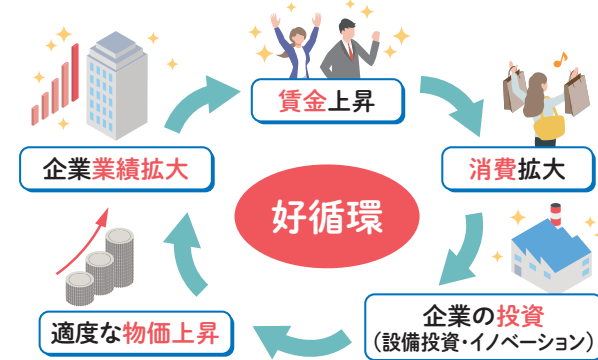 賃金上昇
企業業績拡大
消費拡大
好循環
適度な物価上昇
企業の投資
（設備投資・イノベーション）